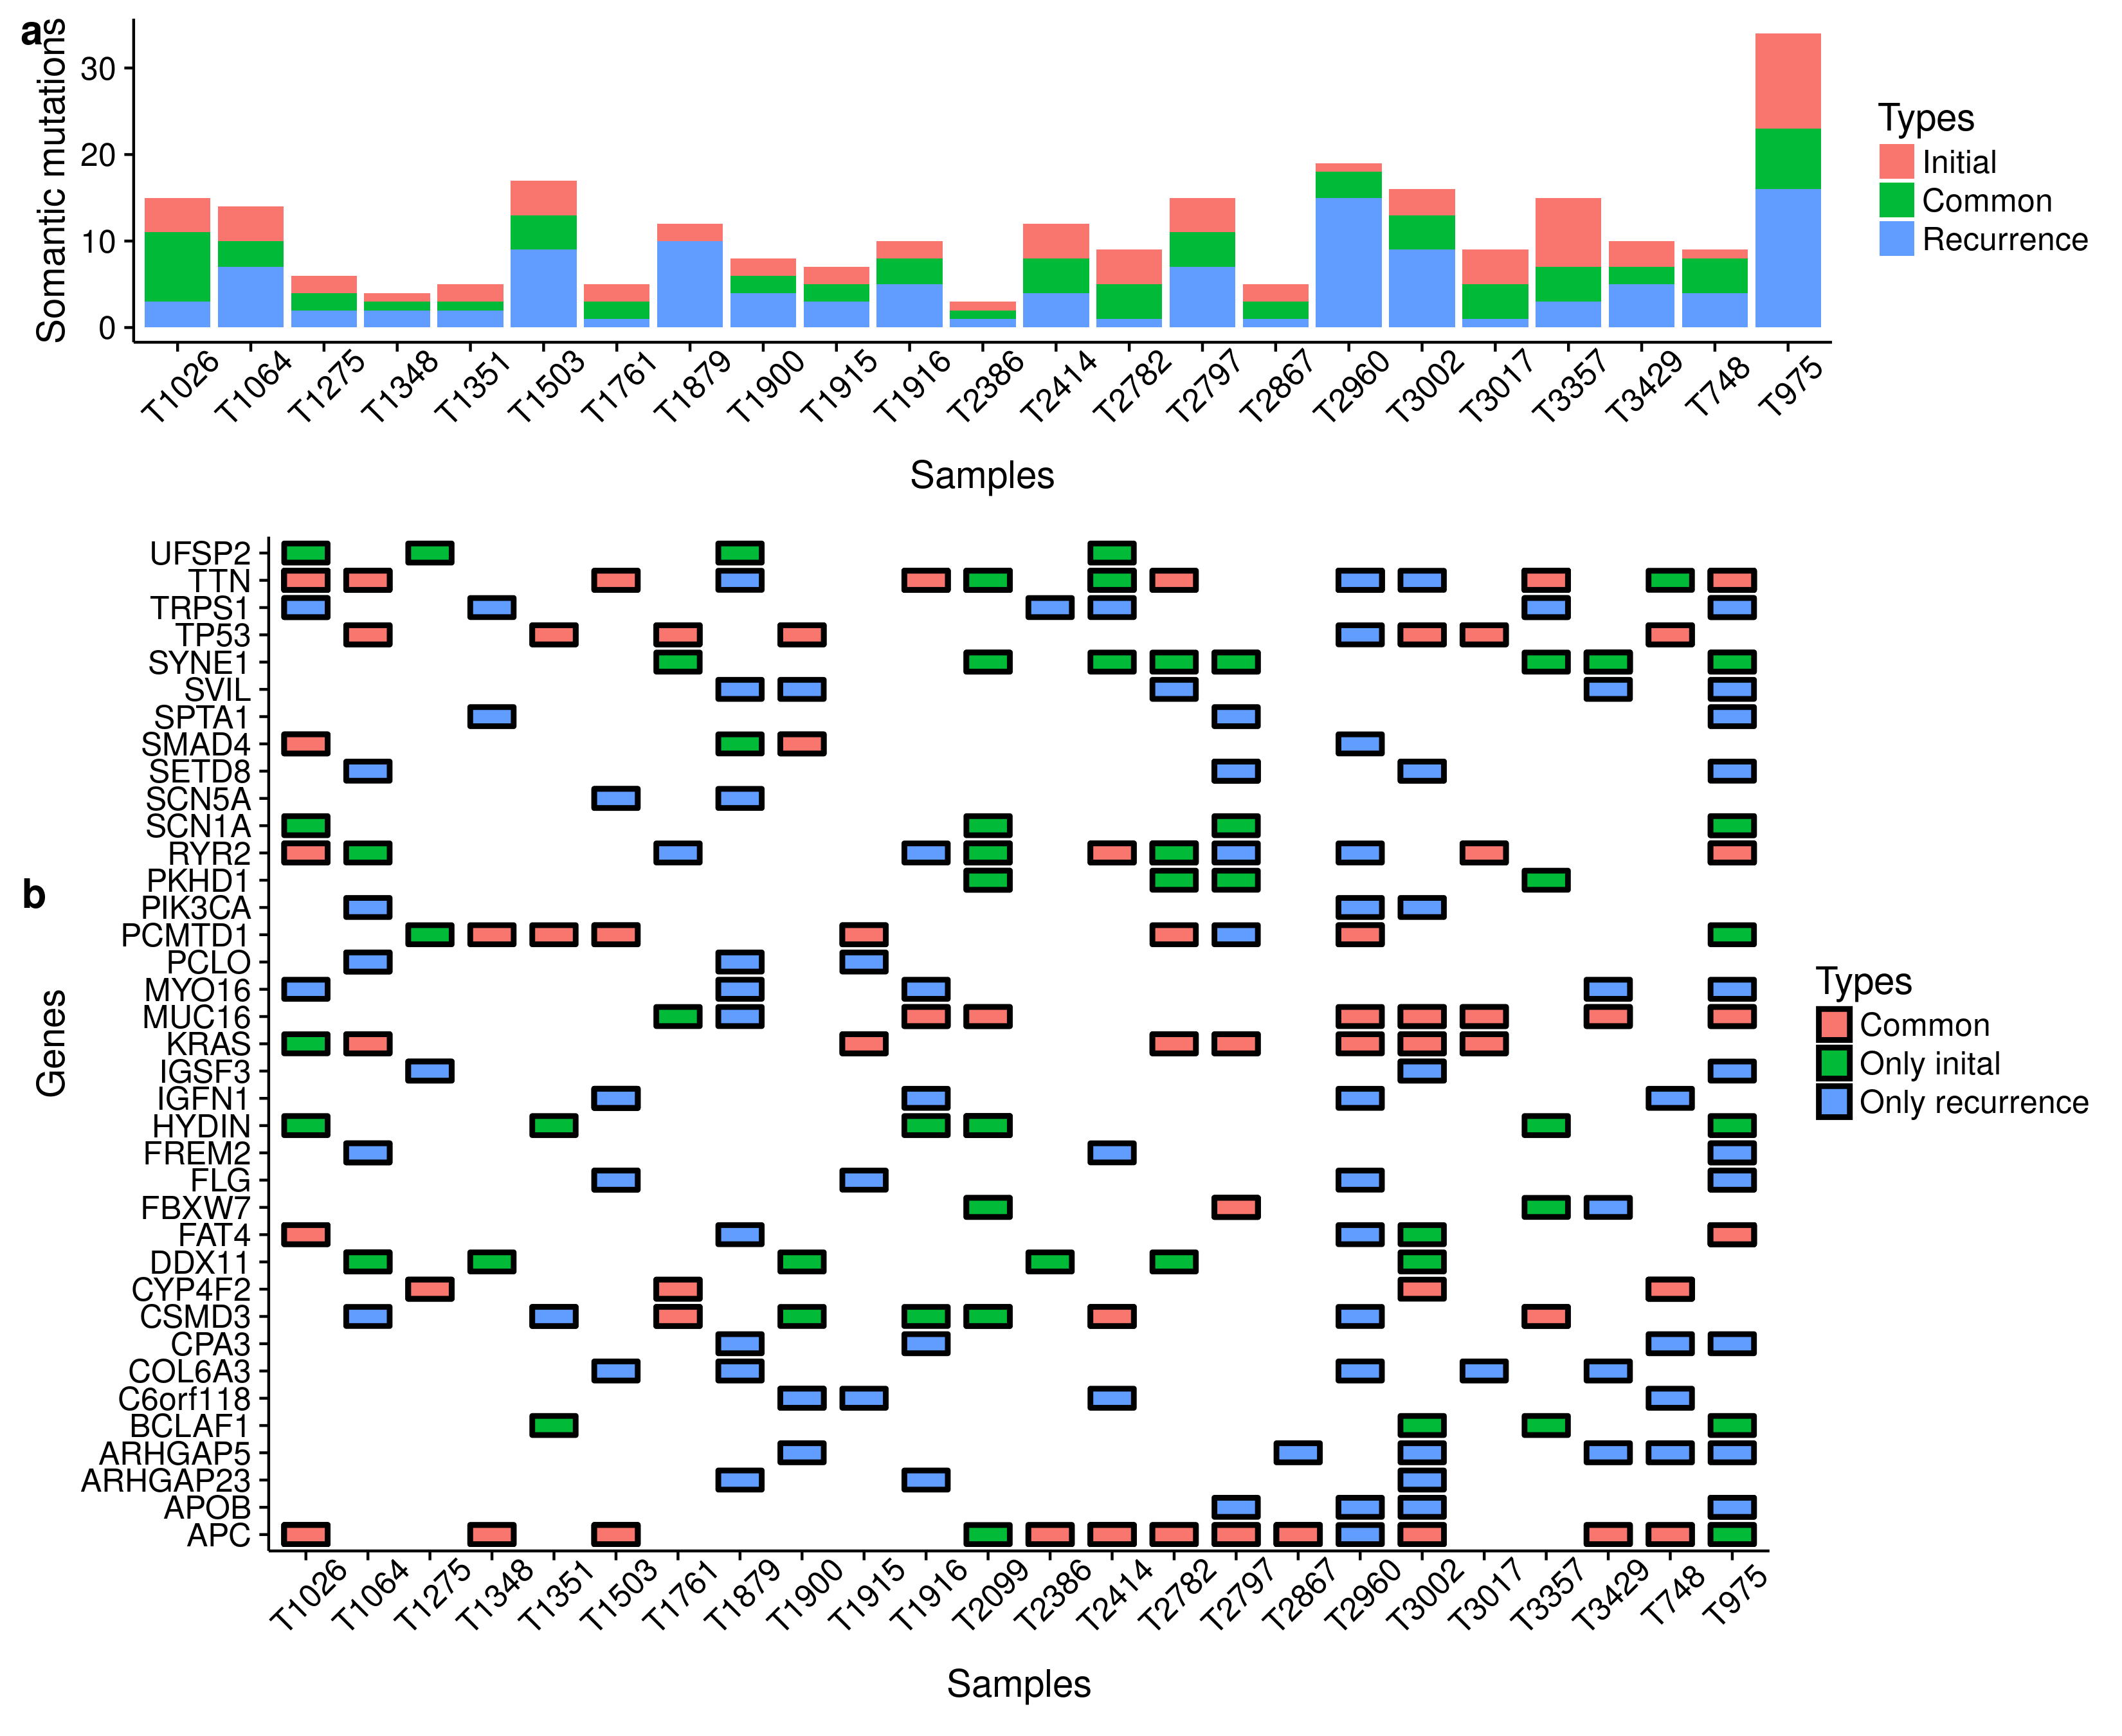 a
Somantic mutations
30
20
10
0
T1026
T1064
T1275
T1348
T1351
T1503
T1761
T1879
T1900
T1915
T1916
T2386
T2414
T2782
T2797
T2867
T2960
T3002
T3017
T3357
T3429
T748
T975
Samples
Types
Initial
Common
Recurrence
b
Genes
UFSP2
TTN
TRPS1
TP53
SYNE1
SVIL
SPTA1
SMAD4
SETD8
SCN5A
SCN1A
RYR2
PKHD1
PIK3CA
PCMTD1
PCLO
MYO16
MUC16
KRAS
IGSF3
IGFN1
HYDIN
FREM2
FLG
FBXW7
FAT4
DDX11
CYP4F2
CSMD3
CPA3
COL6A3
C6orf118
BCLAF1
ARHGAP5
ARHGAP23
APOB
APC
T1026
T1064
T1275
T1348
T1351
T1503
T1761
T1879
T1900
T1915
T1916
T2099
T2386
T2414
T2782
T2797
T2867
T2960
T3002
T3017
T3357
T3429
T748
T975
Samples
Types
Common
Only inital
Only recurrence